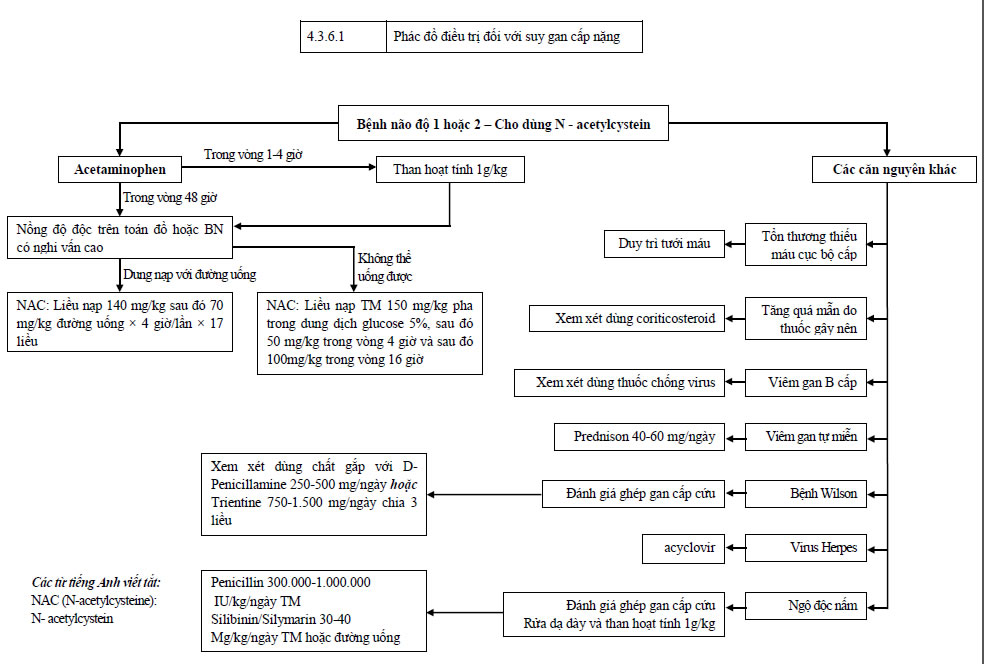 4.3.6.1 Phác đồ điều trị đối với suy gan cấp nặng
Bệnh não độ 1 hoặc 2 – Cho dùng N - acetylcystein
Acetaminophen
Trong vòng 1-4 giờ
Than hoạt tính 1g/kg
Các căn nguyên khác
Trong vòng 48 giờ
Nồng độ độc trên toán đồ hoặc BN
có nghi vấn cao
Dung nạp với đường uống
Không thể
uống được
NAC: Liều nạp 140 mg/kg sau đó 70
mg/kg đường uống × 4 giờ/lần × 17
liều
NAC: Liều nạp TM 150 mg/kg pha
trong dung dịch glucose 5%, sau đó
50 mg/kg trong vòng 4 giờ và sau đó
100mg/kg trong vòng 16 giờ
Duy trì tưới máu
Tổn thương thiếu
máu cục bộ cấp
Xem xét dùng coriticosteroid
Tăng quá mẫn do
thuốc gây nên
Xem xét dùng thuốc chống virus
Viêm gan B cấp
Prednison 40-60 mg/ngày
Viêm gan tự miễn
Xem xét dùng chất gắp với D-
Penicillamine 250-500 mg/ngày hoặc
Trientine 750-1.500 mg/ngày chia 3
liều
Đánh giá ghép gan cấp cứu
Bệnh Wilson
acyclovir
Virus Herpes
Các từ tiếng Anh viết tắt:
NAC (N-acetylcysteine):
N- acetylcystein
Penicillin 300.000-1.000.000
IU/kg/ngày TM
Silibinin/Silymarin 30-40
Mg/kg/ngày TM hoặc đường uống
Đánh giá ghép gan cấp cứu
Rửa dạ dày và than hoạt tính 1g/kg
Ngộ độc nấm